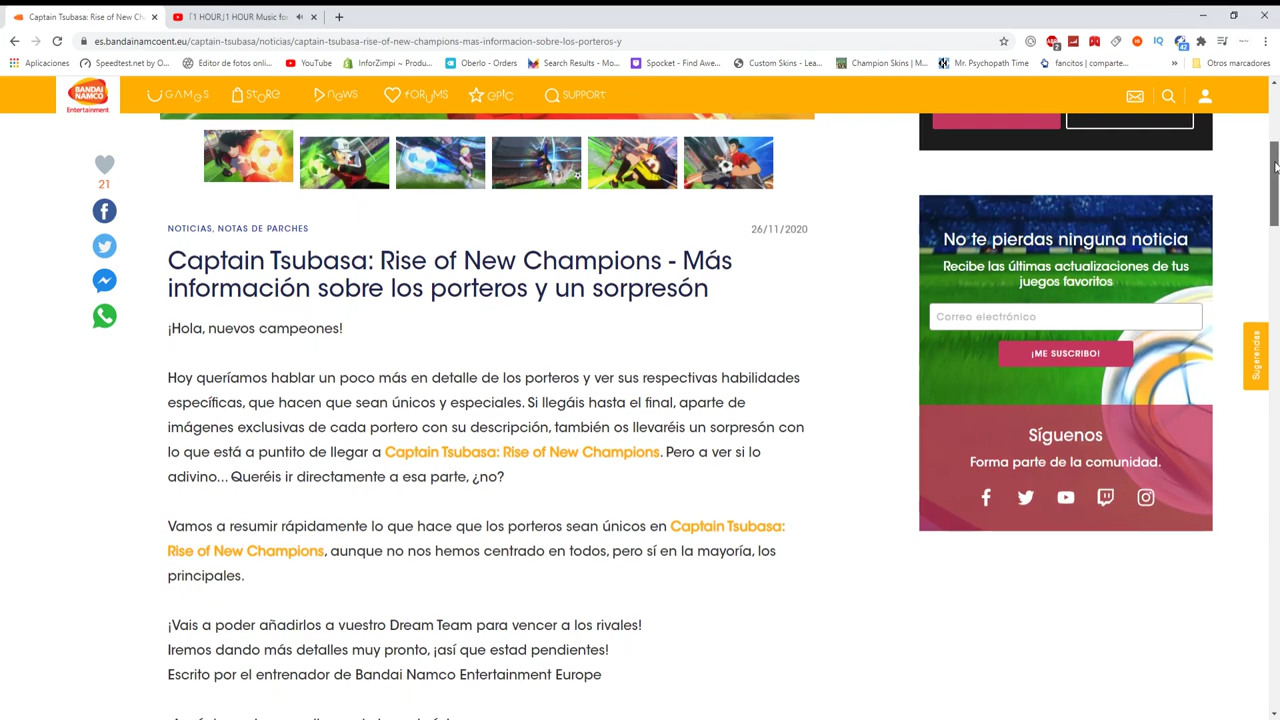 Captain Tsubasa: Rise of New Ch
「1 HOUR」1 HOUR Music for
es.bandainamcoent.eu/captain-tsubasa/noticias/captain-tsubasa-rise-of-new-champions-mas-informacion-sobre-los-porteros-y
Aplicaciones
Speedtest.net by O...
Editor de fotos onli...
YouTube
InforZimpi ~ Produ...
Oberlo - Orders
Search Results - Mo...
Spocket - Find Awe...
Custom Skins - Lea...
Champion Skins | M...
Mr. Psychopath Time
fancitos | comparte...
»
Otros marcadores
BANDAI NAMCO Entertainment
GAMES
STORE
NEWS
FORUMS
EPIC
SUPPORT
21
NOTICIAS, NOTAS DE PARCHES
26/11/2020
Captain Tsubasa: Rise of New Champions - Más
información sobre los porteros y un sorpresón
¡Hola, nuevos campeones!
Hoy queríamos hablar un poco más en detalle de los porteros y ver sus respectivas habilidades
específicas, que hacen que sean únicos y especiales. Si llegáis hasta el final, aparte de
imágenes exclusivas de cada portero con su descripción, también os llevaréis un sorpresón con
lo que está a puntito de llegar a Captain Tsubasa: Rise of New Champions. Pero a ver si lo
adivino... Queréis ir directamente a esa parte, ¿no?
Vamos a resumir rápidamente lo que hace que los porteros sean únicos en Captain Tsubasa:
Rise of New Champions, aunque no nos hemos centrado en todos, pero sí en la mayoría, los
principales.
¡Vais a poder añadirlos a vuestro Dream Team para vencer a los rivales!
Iremos dando más detalles muy pronto, ¡así que estad pendientes!
Escrito por el entrenador de Bandai Namco Entertainment Europe
No te pierdas ninguna noticia
Recibe las últimas actualizaciones de tus
juegos favoritos
Correo electrónico
¡ME SUSCRIBO!
Síguenos
Forma parte de la comunidad.
Sugerencias